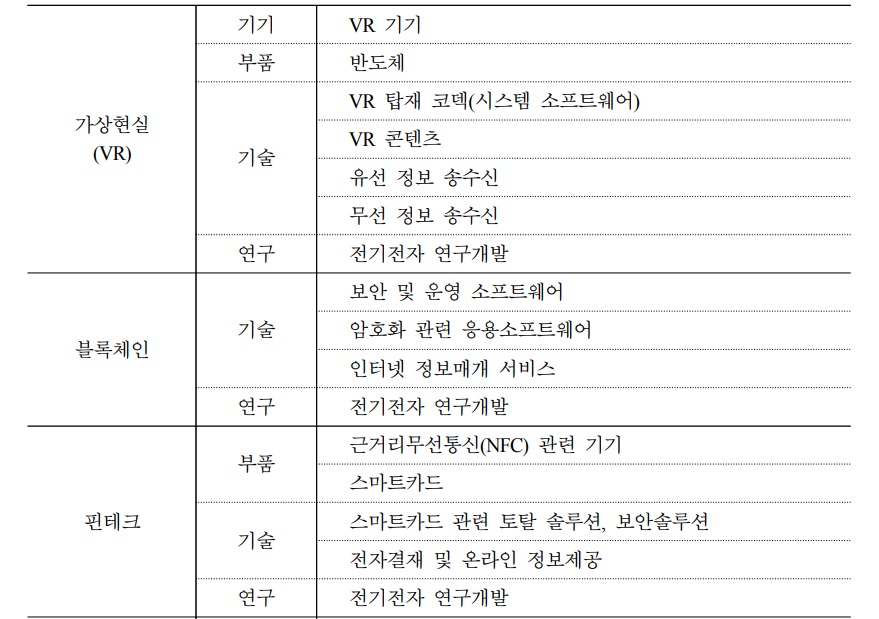 가상현실
(VR)
기기
VR 기기
부품
반도체
기술
VR 탑재 코덱(시스템 소프트웨어)
VR 콘텐츠
유선 정보 송수신
무선 정보 송수신
연구
전기전자 연구개발
블록체인
기술
보안 및 운영 소프트웨어
암호화 관련 응용소프트웨어
인터넷 정보매개 서비스
연구
전기전자 연구개발
핀테크
부품
근거리무선통신(NFC) 관련 기기
스마트카드
기술
스마트카드 관련 토탈 솔루션, 보안솔루션
전자결재 및 온라인 정보제공
연구
전기전자 연구개발